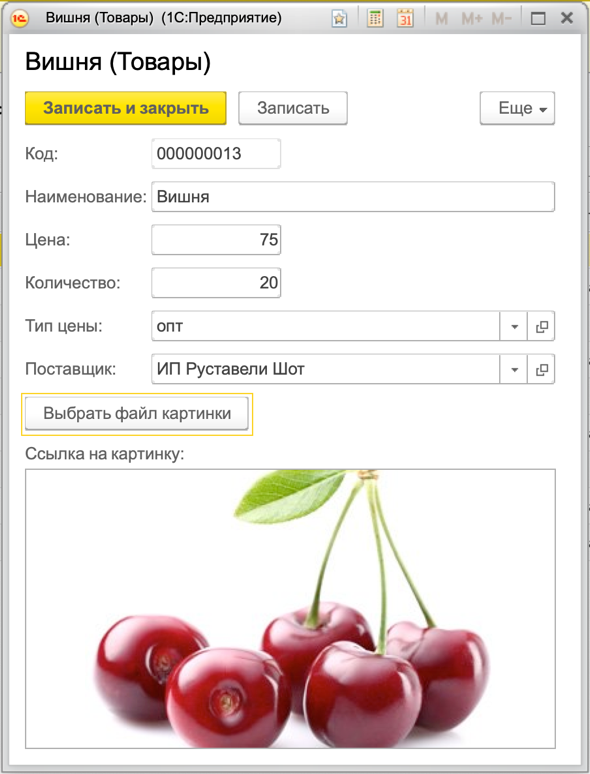 Вишня (Товары) (1С:Предприятие)
M M+ M−
Вишня (Товары)
Записать и закрыть Записать Еще
Код: 000000013
Наименование: Вишня
Цена: 75
Количество: 20
Тип цены: опт
Поставщик: ИП Руставели Шот
Выбрать файл картинки
Ссылка на картинку: